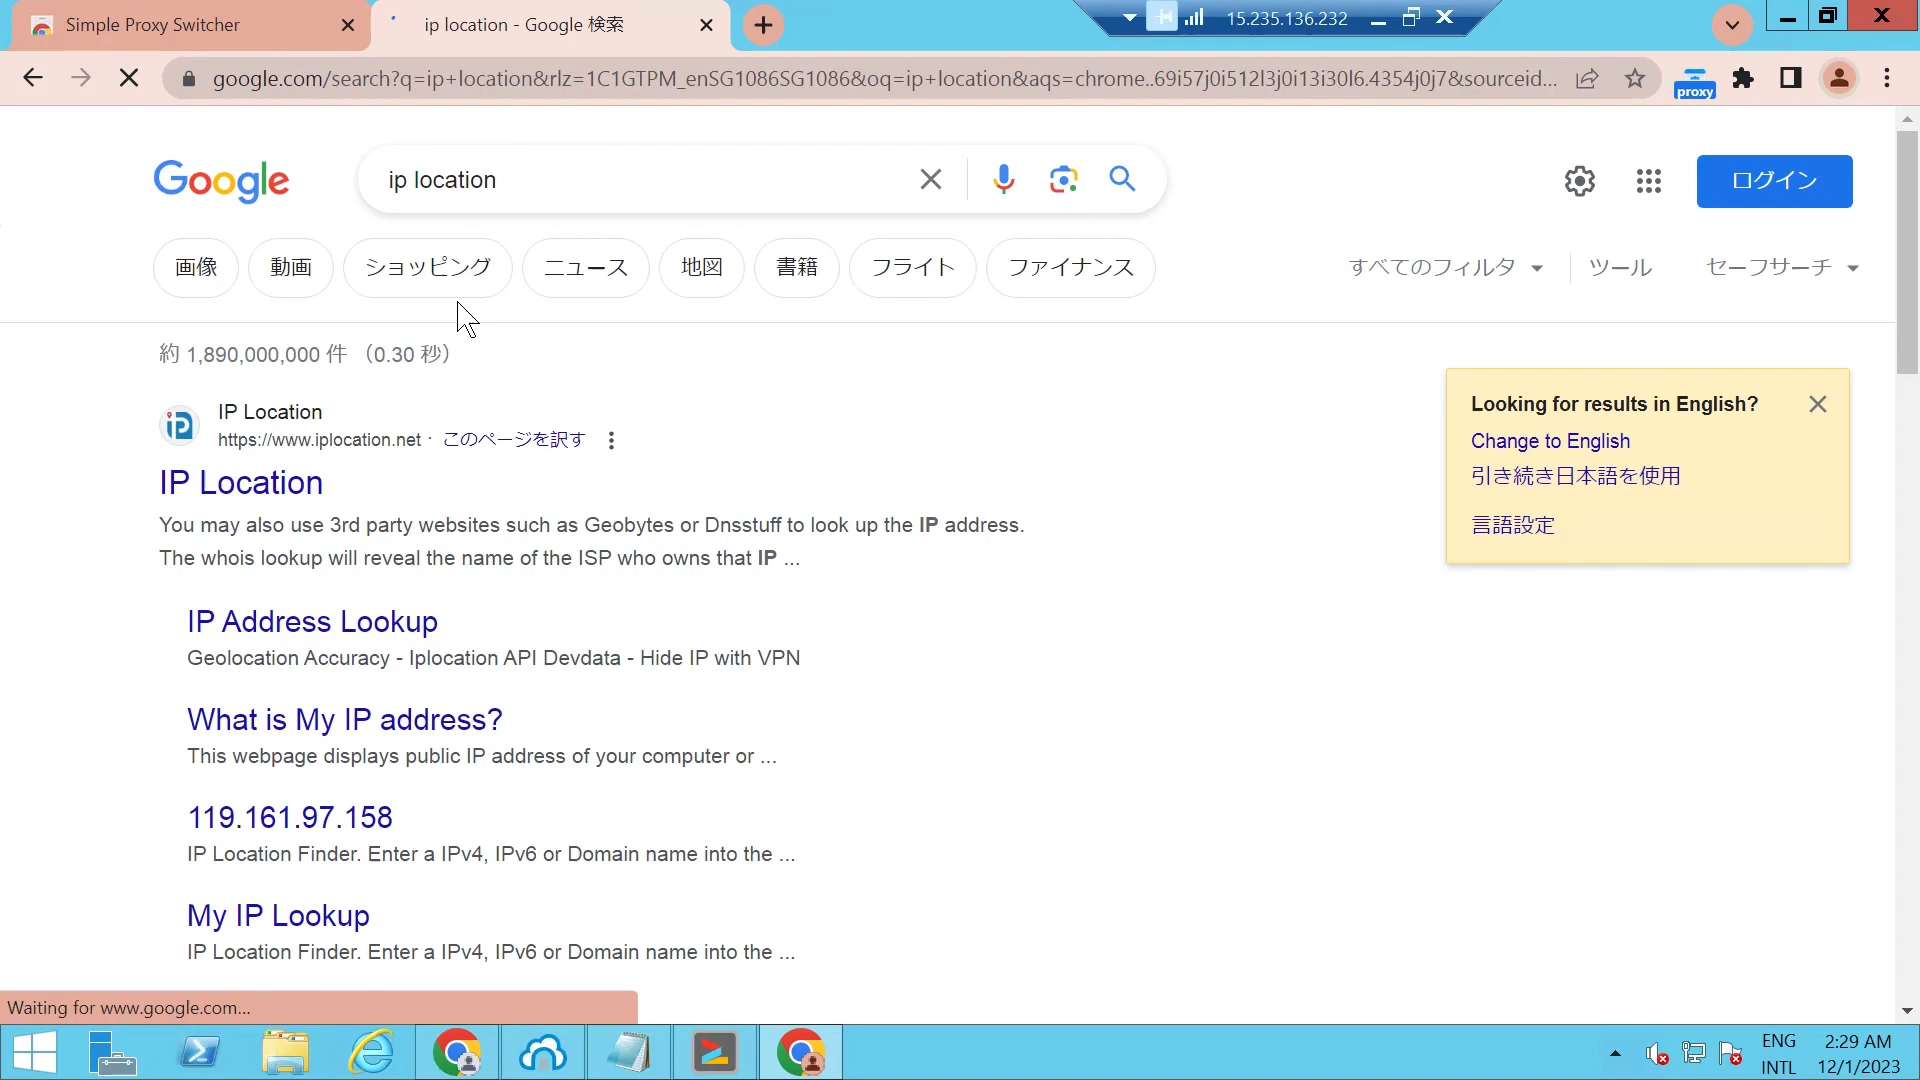 Simple Proxy Switcher
ip location - Google 検索
15.235.136.232
google.com/search?q=ip+location&rlz=1C1GTPM_enSG1086SG1086&oq=ip+location&aqs=chrome..69i57j0i512l3j0i13i30l6.4354j0j7&sourceid...
proxy
Google
ip location
ログイン
画像
動画
ショッピング
ニュース
地図
書籍
フライト
ファイナンス
すべてのフィルタ
ツール
セーフサーチ
約 1,890,000,000 件 （0.30 秒）
IP Location
https://www.iplocation.net · このページを訳す
IP Location
You may also use 3rd party websites such as Geobytes or Dnsstuff to look up the IP address.
The whois lookup will reveal the name of the ISP who owns that IP ...
Looking for results in English?
Change to English
引き続き日本語を使用
言語設定
IP Address Lookup
Geolocation Accuracy - Iplocation API Devdata - Hide IP with VPN
What is My IP address?
This webpage displays public IP address of your computer or ...
119.161.97.158
IP Location Finder. Enter a IPv4, IPv6 or Domain name into the ...
My IP Lookup
IP Location Finder. Enter a IPv4, IPv6 or Domain name into the ...
Waiting for www.google.com...
ENG
INTL
2:29 AM
12/1/2023